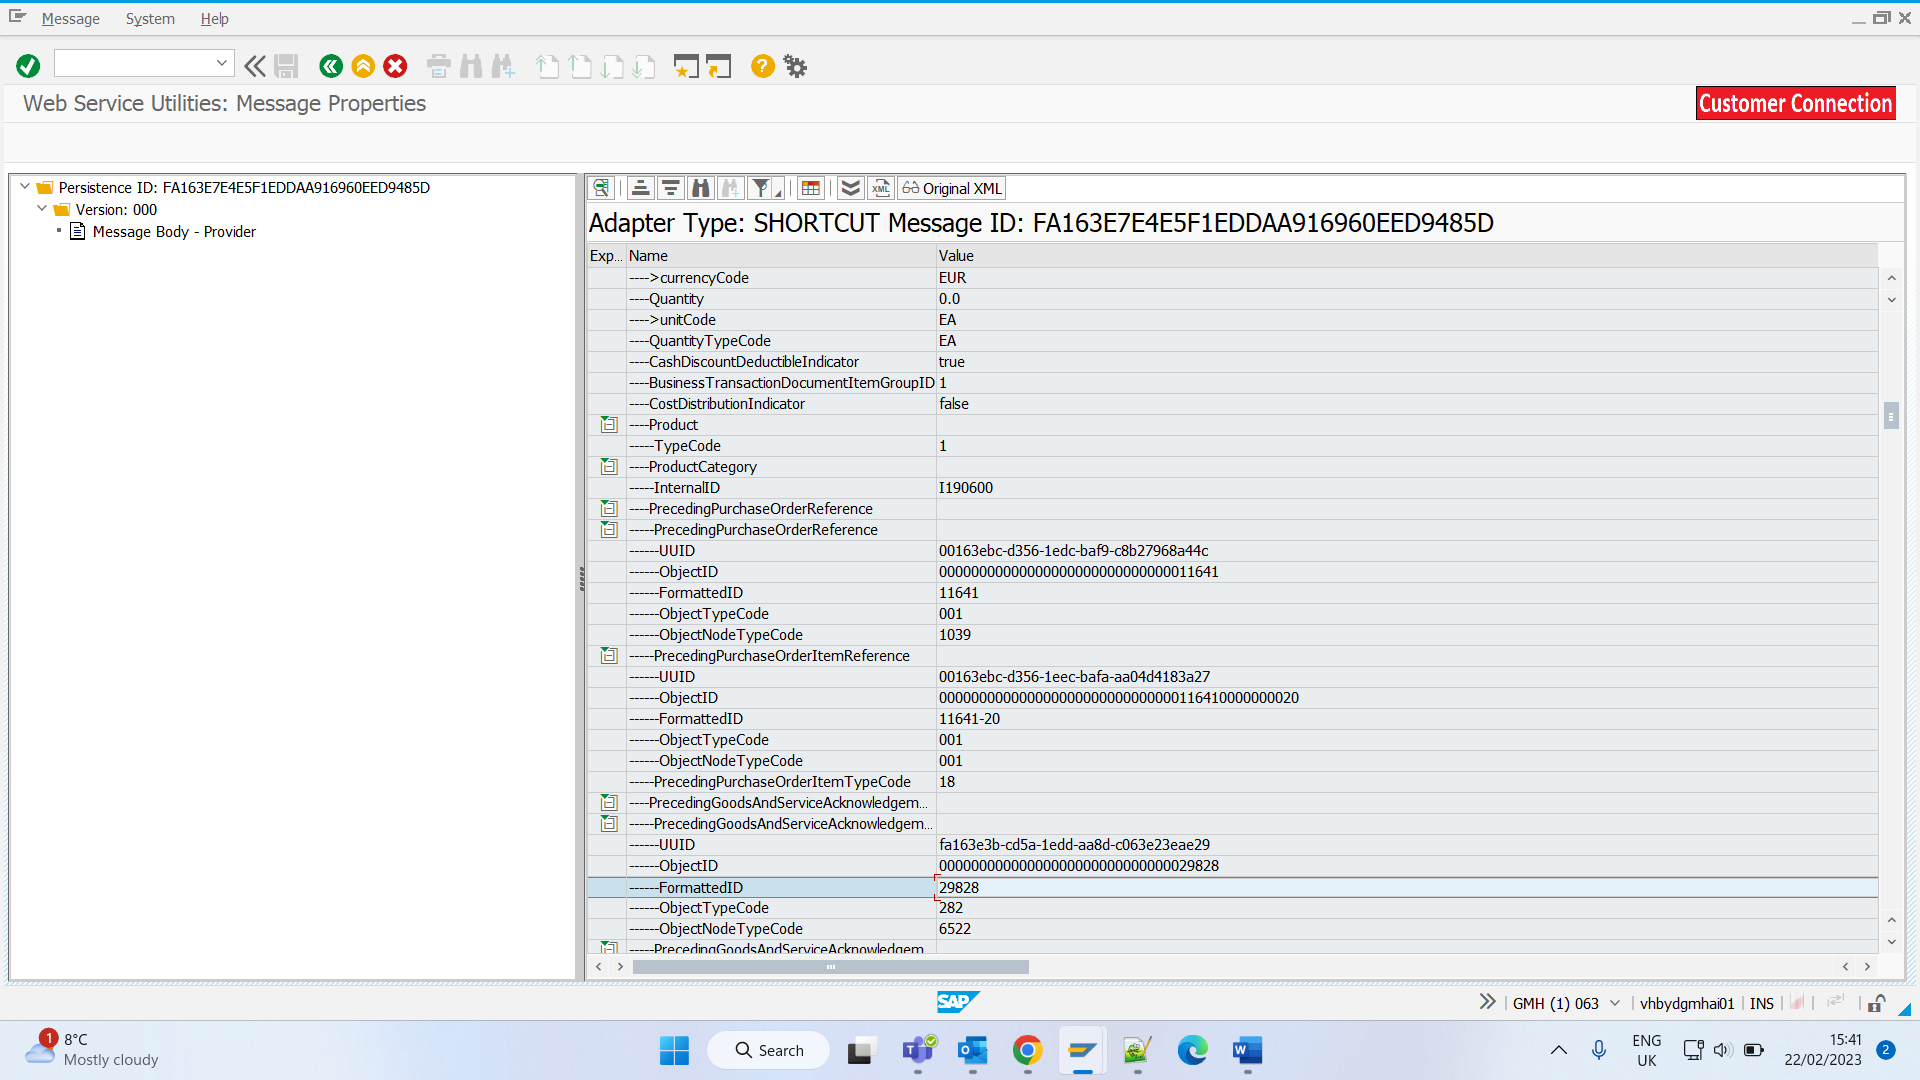 Message System Help
Web Service Utilities: Message Properties
Customer Connection
Persistence ID: FA163E7E4E5F1EDDAA916960EED9485D
Version: 000
Message Body - Provider
XML Original XML
Adapter Type: SHORTCUT Message ID: FA163E7E4E5F1EDDAA916960EED9485D
Exp... Name Value
---->currencyCode EUR
----Quantity 0.0
---->unitCode EA
----QuantityTypeCode EA
----CashDiscountDeductibleIndicator true
----BusinessTransactionDocumentItemGroupID 1
----CostDistributionIndicator false
----Product
-----TypeCode 1
----ProductCategory
-----InternalID I190600
----PrecedingPurchaseOrderReference
-----PrecedingPurchaseOrderReference
------UUID 00163ebc-d356-1edc-baf9-c8b27968a44c
------ObjectID 00000000000000000000000000000011641
------FormattedID 11641
------ObjectTypeCode 001
------ObjectNodeTypeCode 1039
-----PrecedingPurchaseOrderItemReference
------UUID 00163ebc-d356-1eec-bafa-aa04d4183a27
------ObjectID 000000000000000000000000000000116410000000020
------FormattedID 11641-20
------ObjectTypeCode 001
------ObjectNodeTypeCode 001
-----PrecedingPurchaseOrderItemTypeCode 18
----PrecedingGoodsAndServiceAcknowledgem...
-----PrecedingGoodsAndServiceAcknowledgem...
------UUID fa163e3b-cd5a-1edd-aa8d-c063e23eae29
------ObjectID 00000000000000000000000000000029828
------FormattedID 29828
------ObjectTypeCode 282
------ObjectNodeTypeCode 6522
-----PrecedingGoodsAndServiceAcknowledgem
SAP
GMH (1) 063 vhbydgmhai01 INS
1 8°C
Mostly cloudy
Search
ENG
UK
15:41
22/02/2023
2